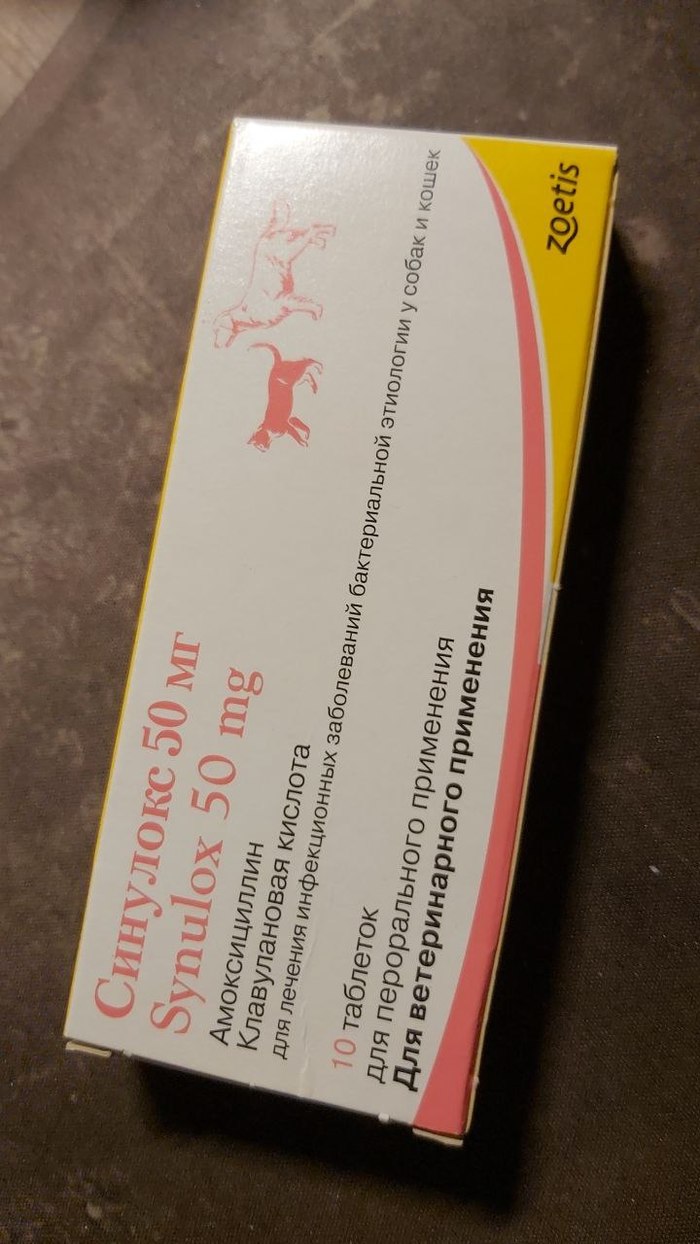 Синулокс 50 мг
Synulox 50 mg
Амоксициллин
Клавулановая кислота
для лечения инфекционных заболеваний бактериальной этиологии у собак и кошек
10 таблеток
для перорального применения
Для ветеринарного применения
zoetis